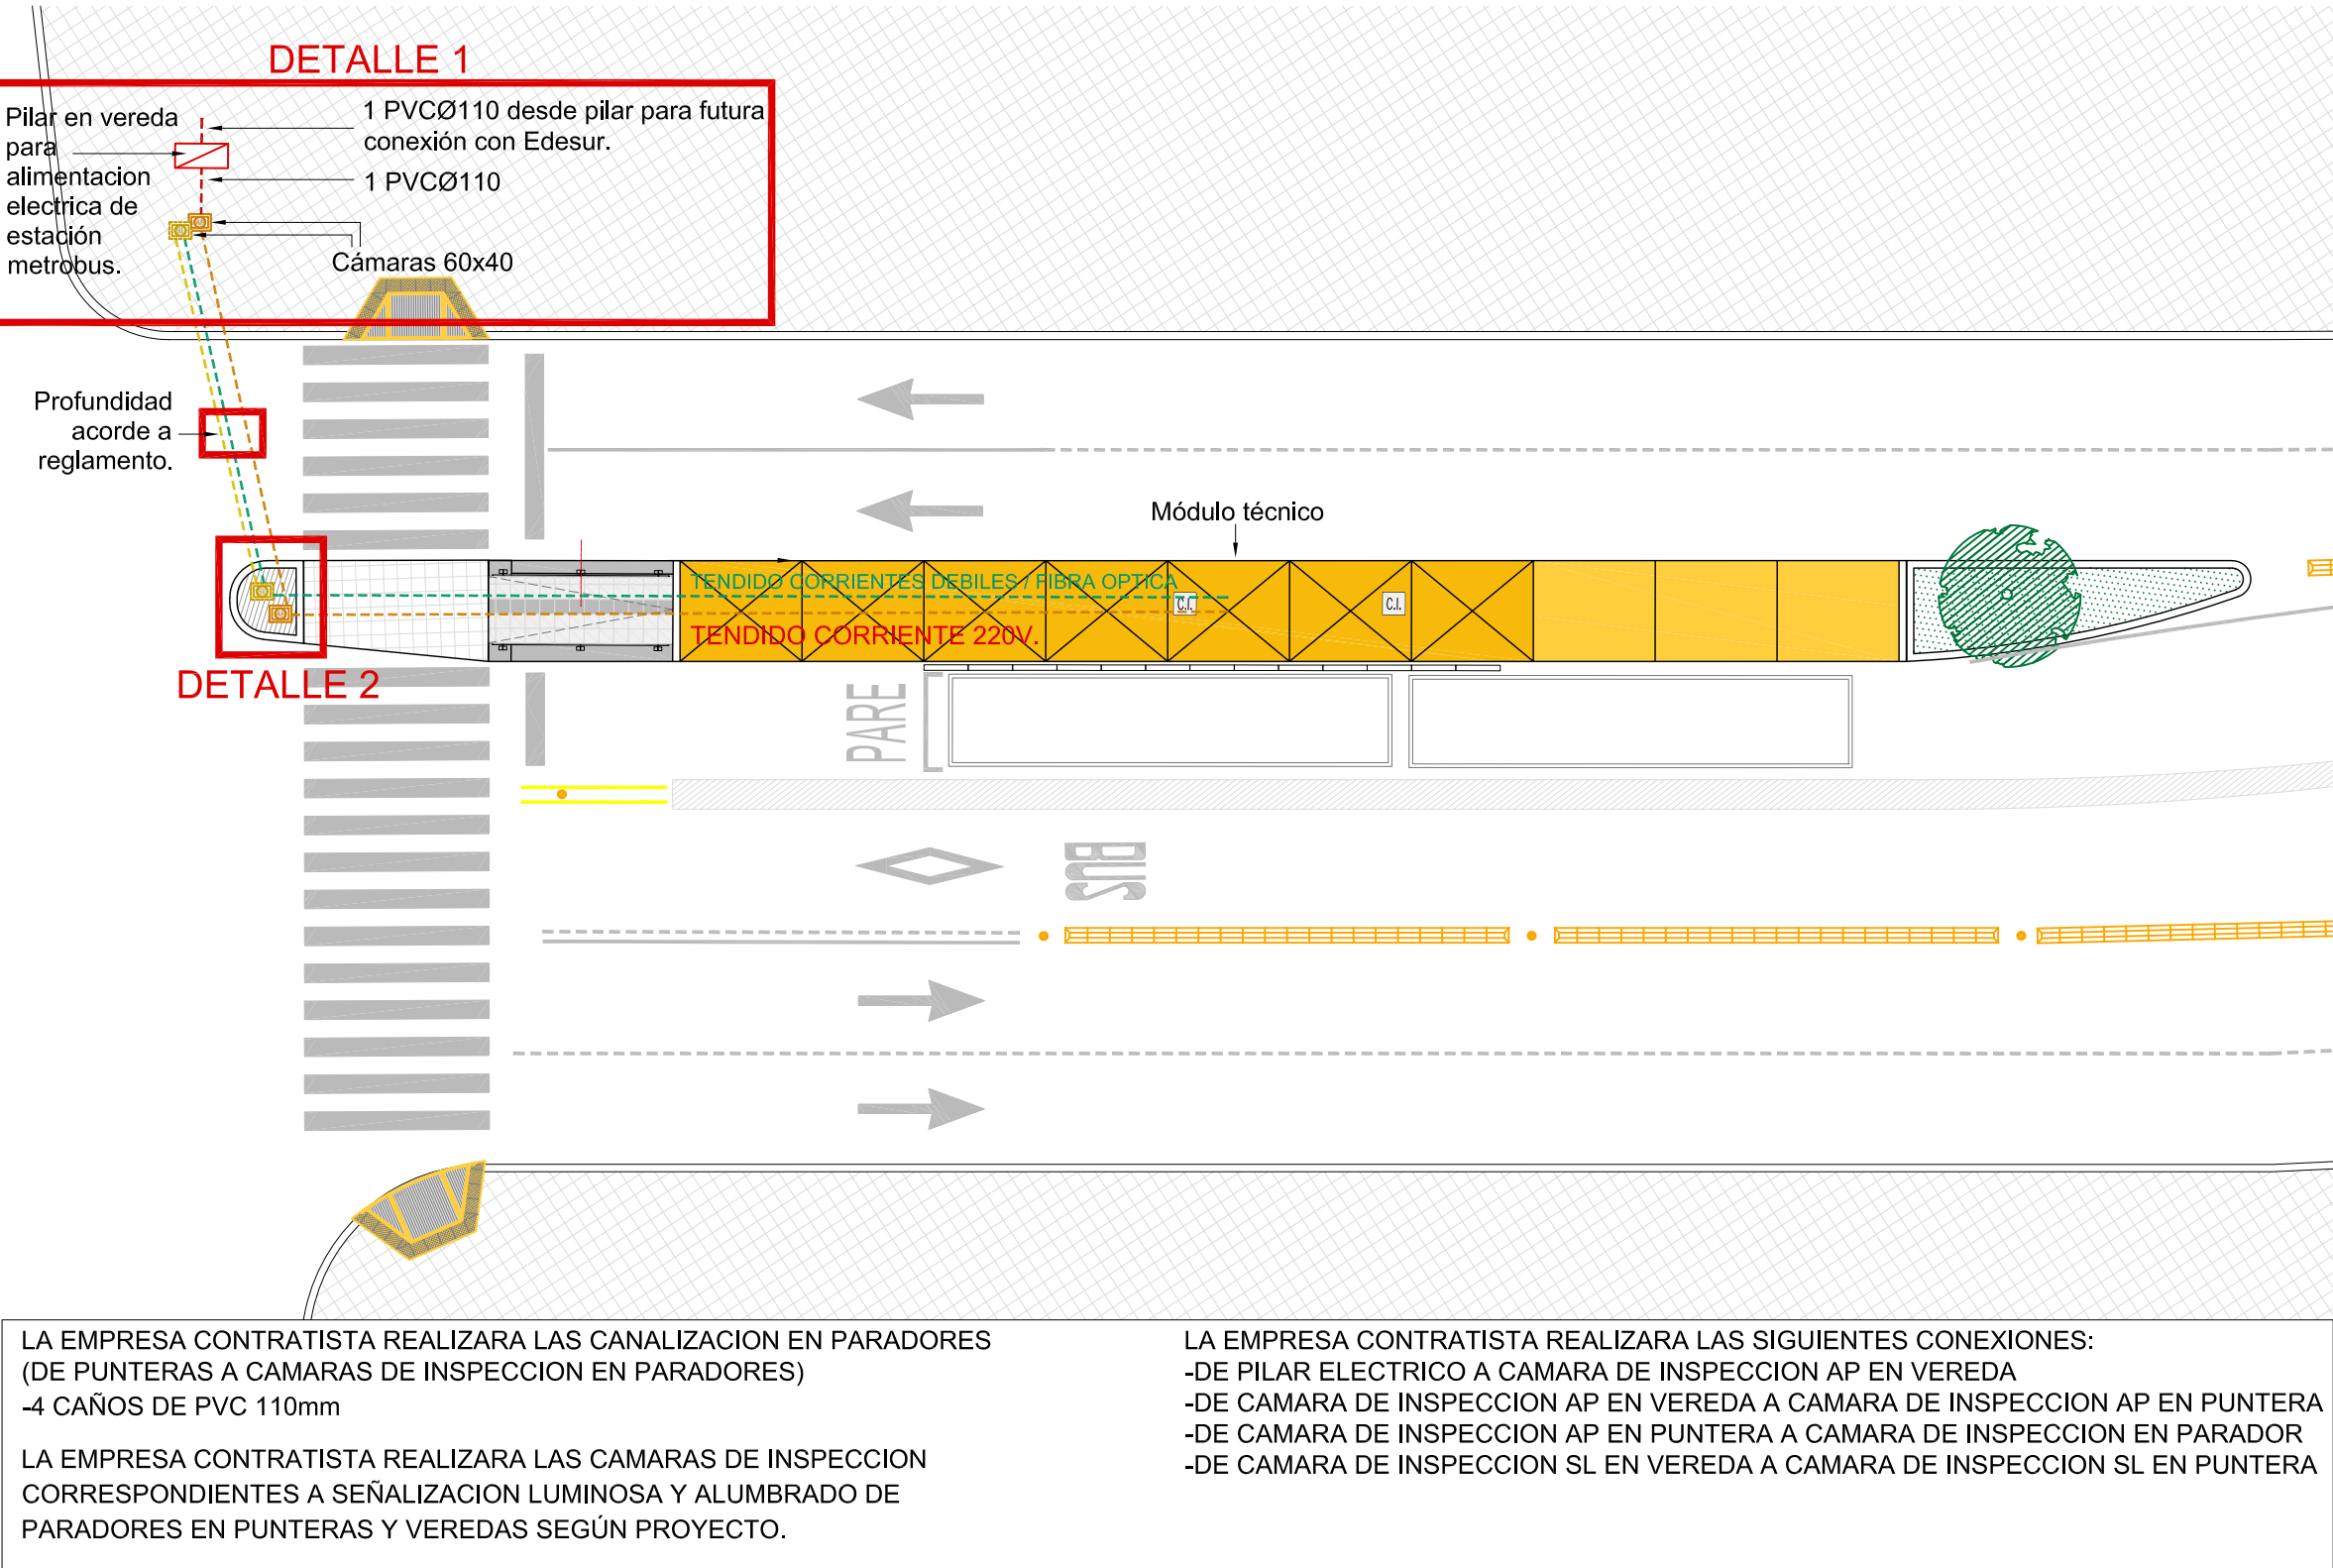 DETALLE 1
Pilar en vereda
para
alimentacion
electrica de
estación
metrobus.
1 PVCØ110 desde pilar para futura
conexión con Edesur.
1 PVCØ110
Cámaras 60x40
Profundidad
acorde a
reglamento.
Módulo técnico
TENDIDO CORRIENTES DEBILES / FIBRA OPTICA
C.I.
C.I.
TENDIDO CORRIENTE 220V.
DETALLE 2
PARE
BUS
LA EMPRESA CONTRATISTA REALIZARA LAS CANALIZACION EN PARADORES
(DE PUNTERAS A CAMARAS DE INSPECCION EN PARADORES)
-4 CAÑOS DE PVC 110mm
LA EMPRESA CONTRATISTA REALIZARA LAS CAMARAS DE INSPECCION
CORRESPONDIENTES A SEÑALIZACION LUMINOSA Y ALUMBRADO DE
PARADORES EN PUNTERAS Y VEREDAS SEGÚN PROYECTO.
LA EMPRESA CONTRATISTA REALIZARA LAS SIGUIENTES CONEXIONES:
-DE PILAR ELECTRICO A CAMARA DE INSPECCION AP EN VEREDA
-DE CAMARA DE INSPECCION AP EN VEREDA A CAMARA DE INSPECCION AP EN PUNTERA
-DE CAMARA DE INSPECCION AP EN PUNTERA A CAMARA DE INSPECCION EN PARADOR
-DE CAMARA DE INSPECCION SL EN VEREDA A CAMARA DE INSPECCION SL EN PUNTERA